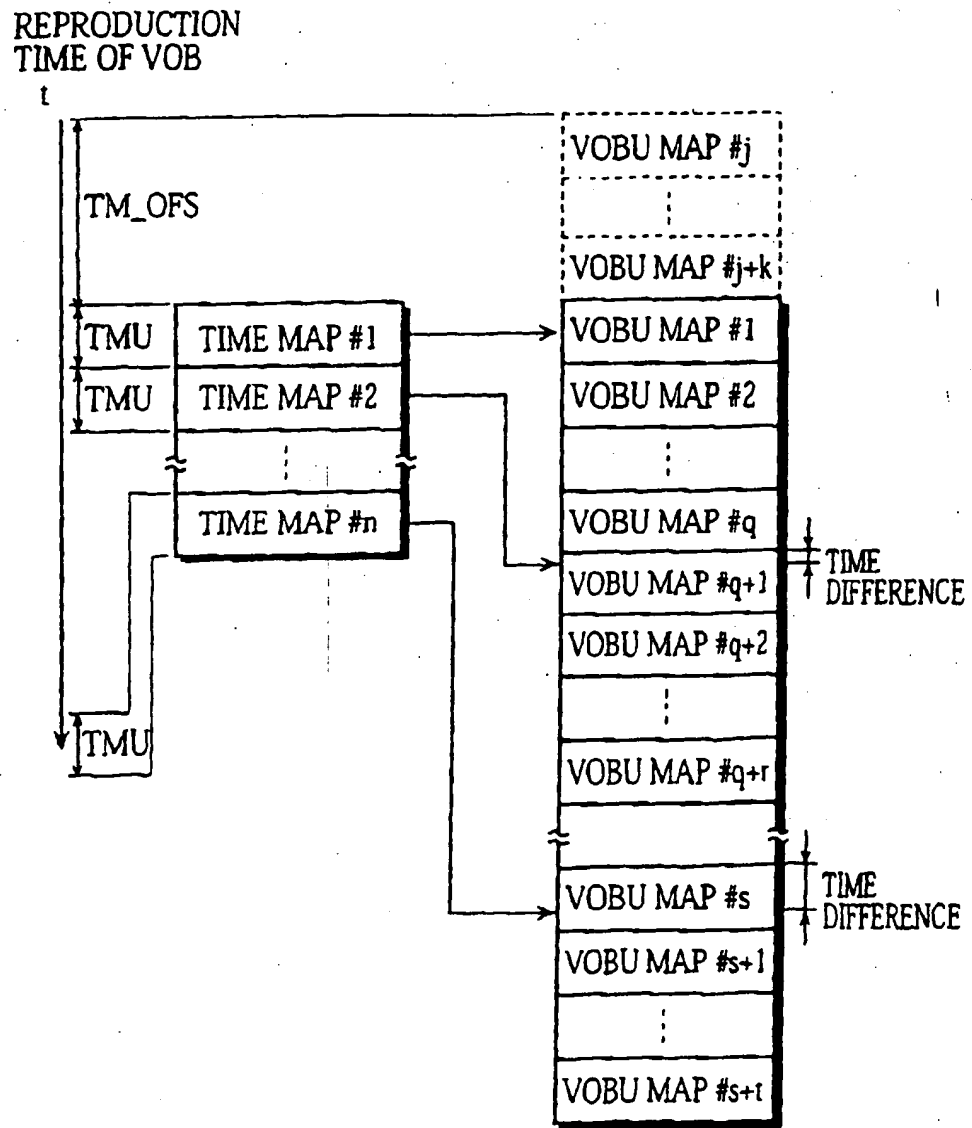 REPRODUCTION
TIME OF VOB
t
TM_OFS
TMU
TMU
TMU
TIME MAP #1
TIME MAP #2
TIME MAP #n
VOBU MAP #j
VOBU MAP #j+k
VOBU MAP #1
VOBU MAP #2
VOBU MAP #q
VOBU MAP #q+1
VOBU MAP #q+2
VOBU MAP #q+r
VOBU MAP #s
VOBU MAP #s+1
VOBU MAP #s+t
TIME
DIFFERENCE
TIME
DIFFERENCE